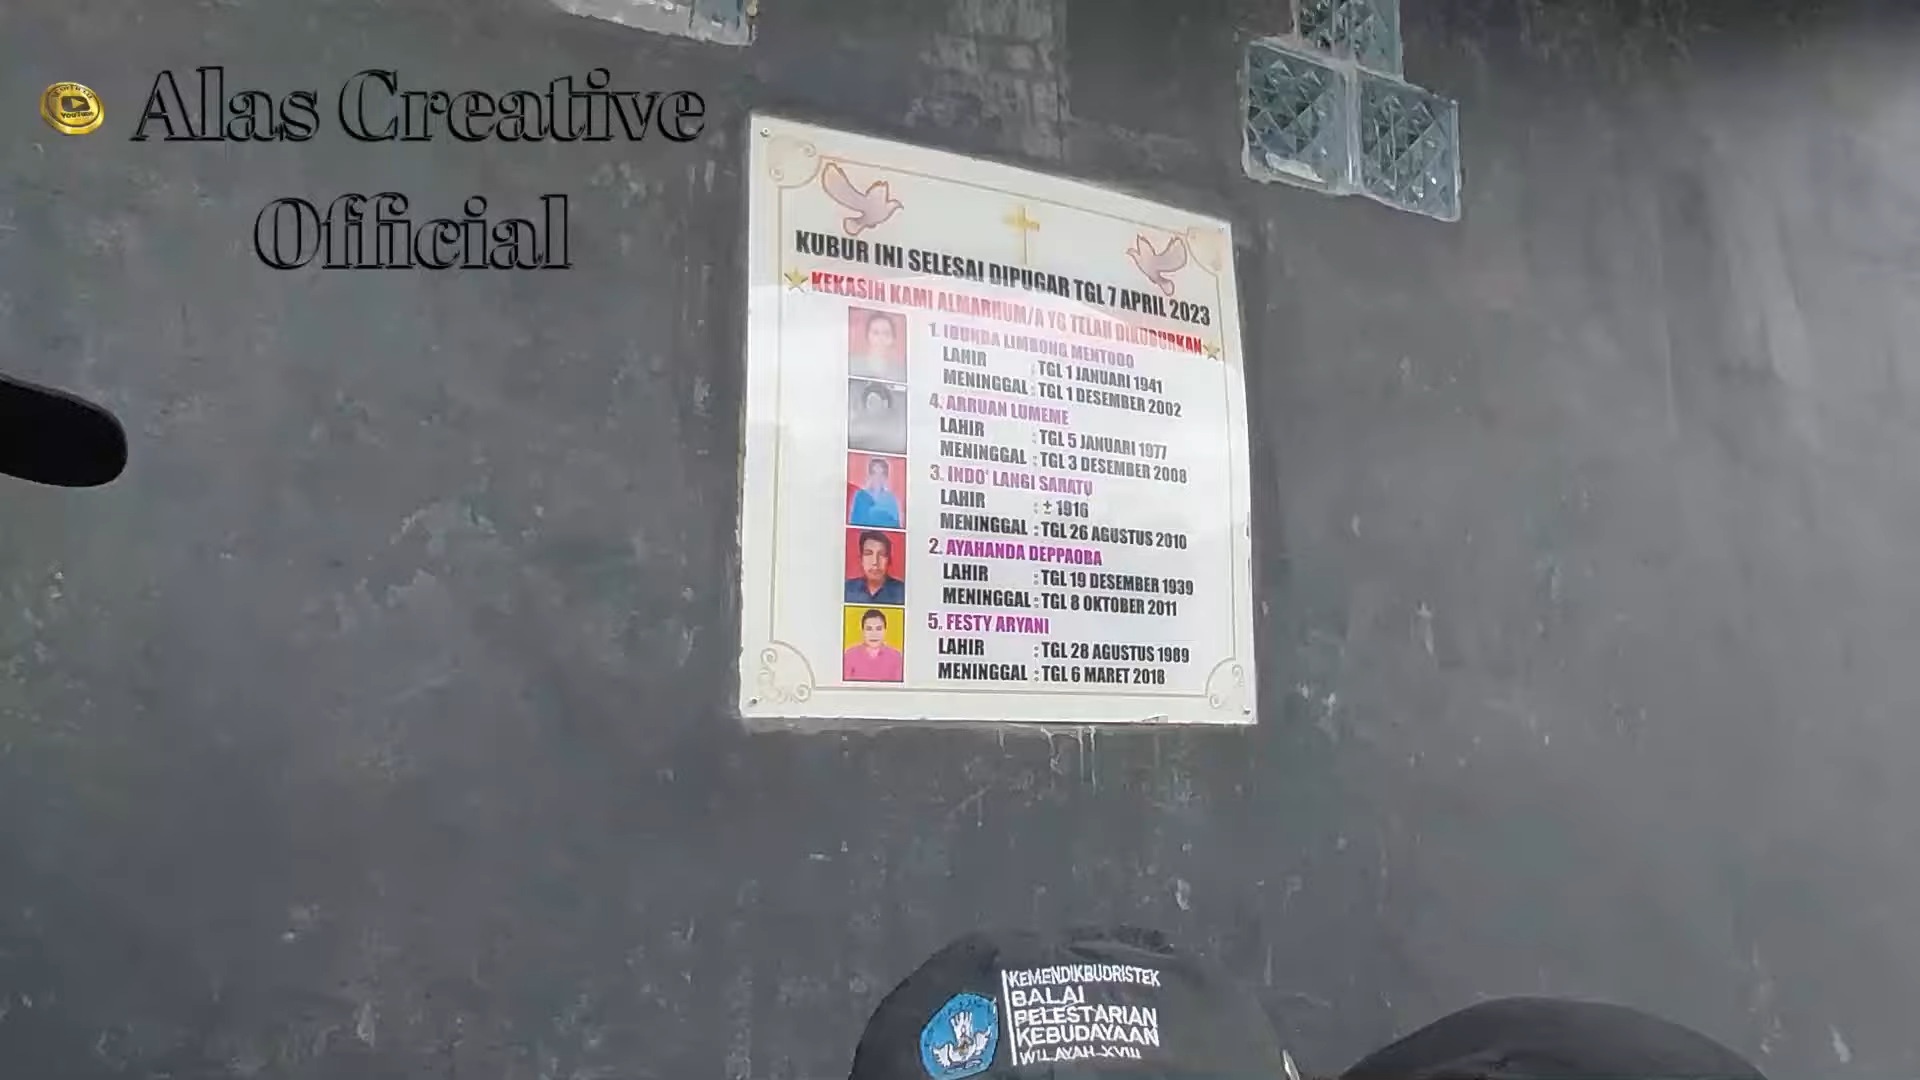 Alas Creative
Official
KUBUR INI SELESAI DIPUGAR TGL 7 APRIL 2023
KEKASIH KAMI ALMARHUM/A YG TELAH DIKUBURKAN
1. IBUNDA LIMBONG MENTODO
LAHIR : TGL 1 JANUARI 1941
MENINGGAL : TGL 1 DESEMBER 2002
4. ARRUAN LUMEME
LAHIR : TGL 5 JANUARI 1977
MENINGGAL : TGL 3 DESEMBER 2008
3. INDO' LANGI SARATU
LAHIR : ± 1916
MENINGGAL : TGL 26 AGUSTUS 2010
2. AYAHANDA DEPPAOBA
LAHIR : TGL 19 DESEMBER 1939
MENINGGAL : TGL 8 OKTOBER 2011
5. FESTY ARYANI
LAHIR : TGL 28 AGUSTUS 1989
MENINGGAL : TGL 6 MARET 2018
KEMENDIKBUDRISTEK
BALAI
PELESTARIAN
KEBUDAYAAN
WILAYAH XVIII